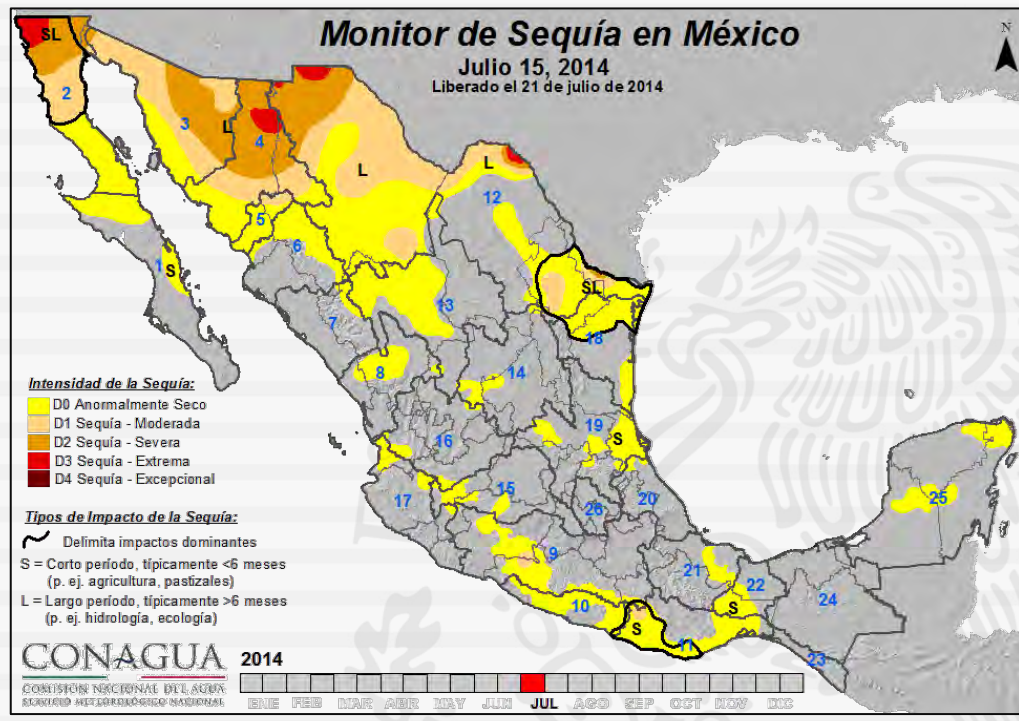 Monitor de Sequía en México
Julio 15, 2014
Liberado el 21 de julio de 2014
N
SL
2
3
L
4
L
L
12
5
6
1
S
SL
13
7
18
8
14
Intensidad de la Sequía:
D0 Anormalmente Seco
D1 Sequía - Moderada
D2 Sequía - Severa
D3 Sequía - Extrema
D4 Sequía - Excepcional
16
19
S
17
15
26
20
25
Tipos de Impacto de la Sequía:
Delimita impactos dominantes
S = Corto período, típicamente <6 meses
(p. ej. agricultura, pastizales)
L = Largo período, típicamente >6 meses
(p. ej. hidrología, ecología)
9
21
22
24
10
S
S
11
23
CONAGUA
COMISIÓN NACIONAL DEL AGUA
SERVICIO METEOROLÓGICO NACIONAL
2014
ENE FEB MAR ABR MAY JUN JUL AGO SEP OCT NOV DIC